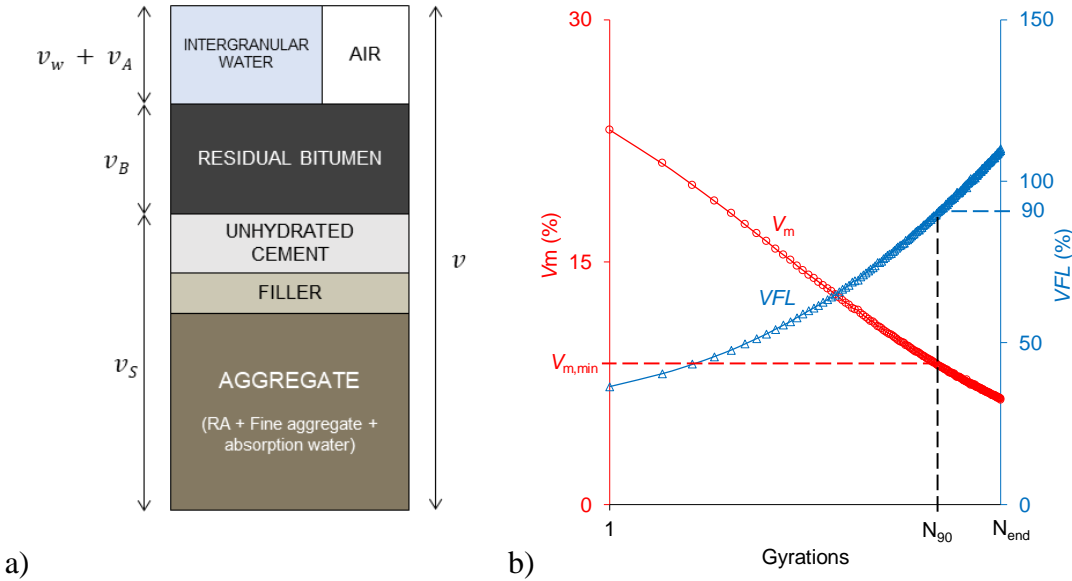 v_w + v_A
INTERGRANULAR
WATER
AIR
v_B
RESIDUAL BITUMEN
v
UNHYDRATED
CEMENT
FILLER
v_S
AGGREGATE
(RA + Fine aggregate +
absorption water)
a)
30
15
0
Vm (%)
V_m
VFL
V_m,min
150
100
90
50
0
VFL (%)
1
N_90
N_end
Gyrations
b)